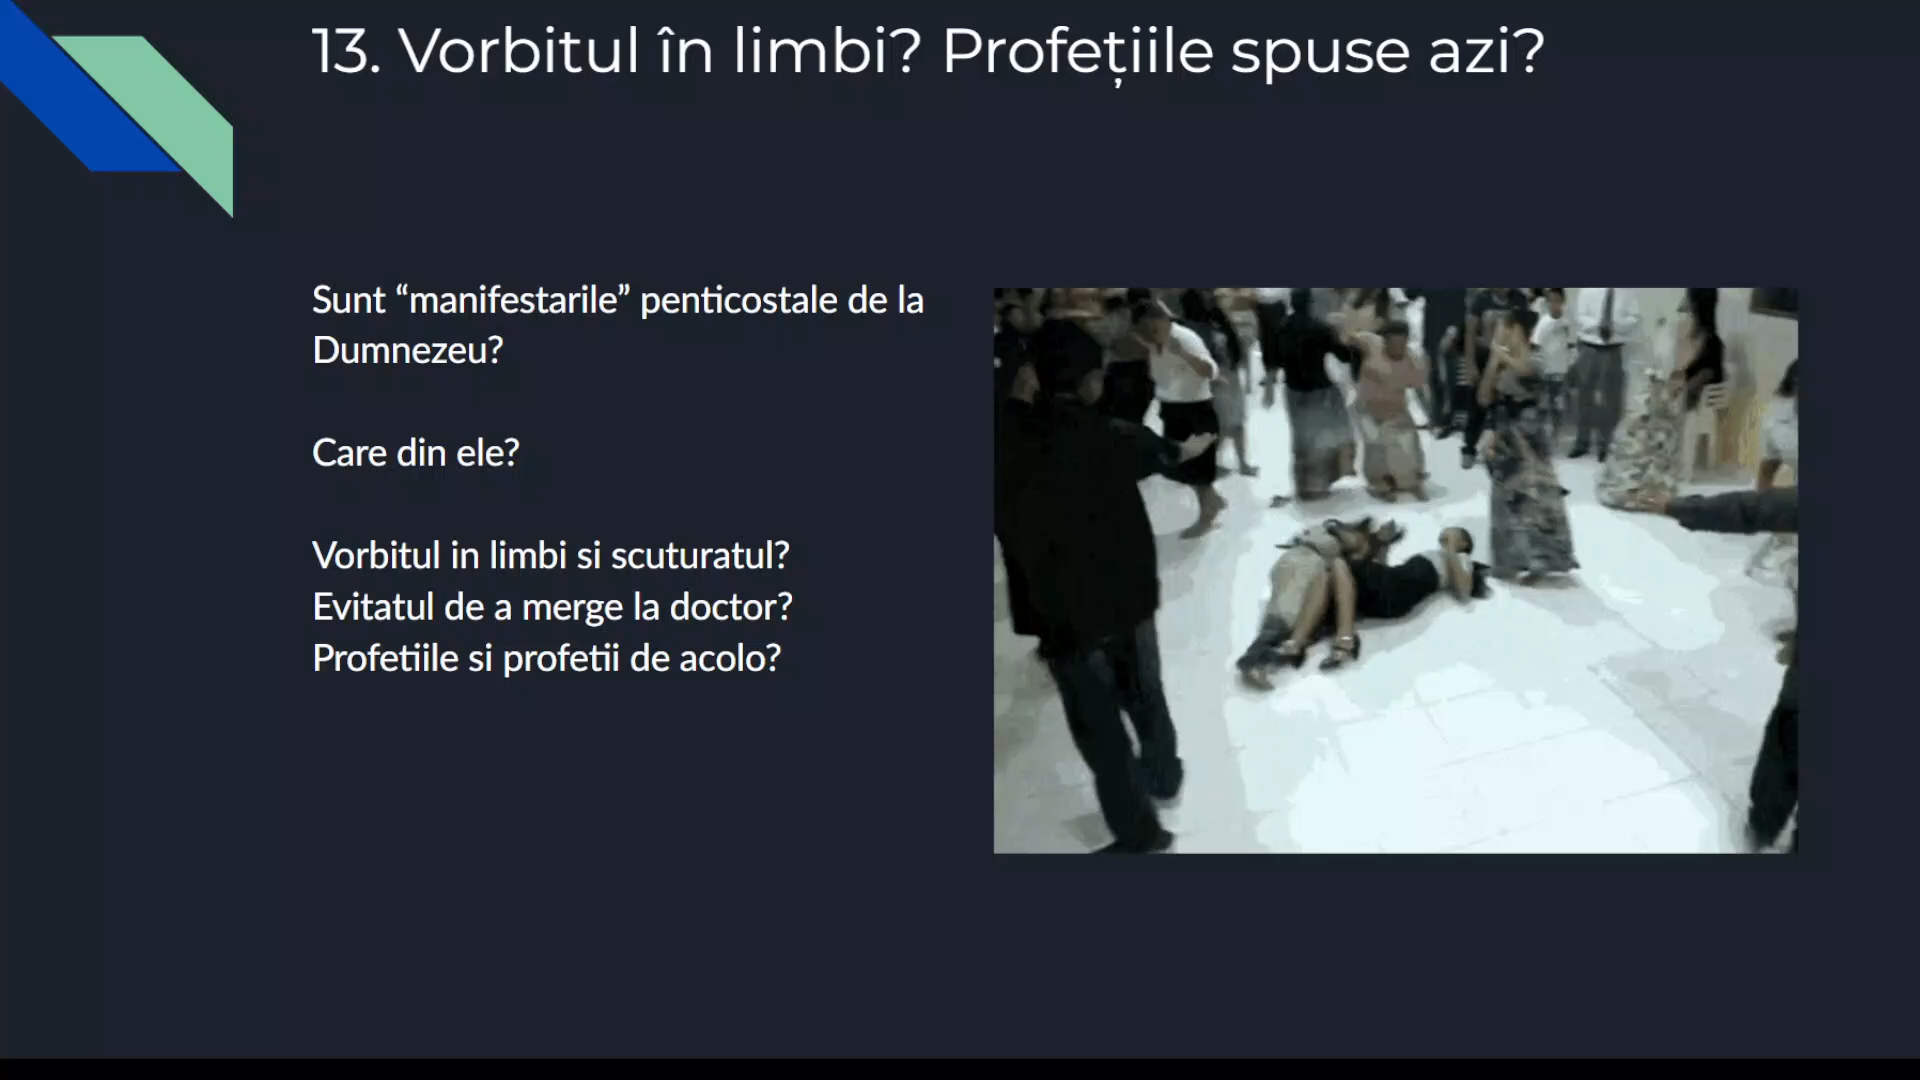 13. Vorbitul în limbi? Profețiile spuse azi?
Sunt “manifestarile” penticostale de la
Dumnezeu?
Care din ele?
Vorbitul in limbi si scuturatul?
Evitatul de a merge la doctor?
Profetiile si profetii de acolo?